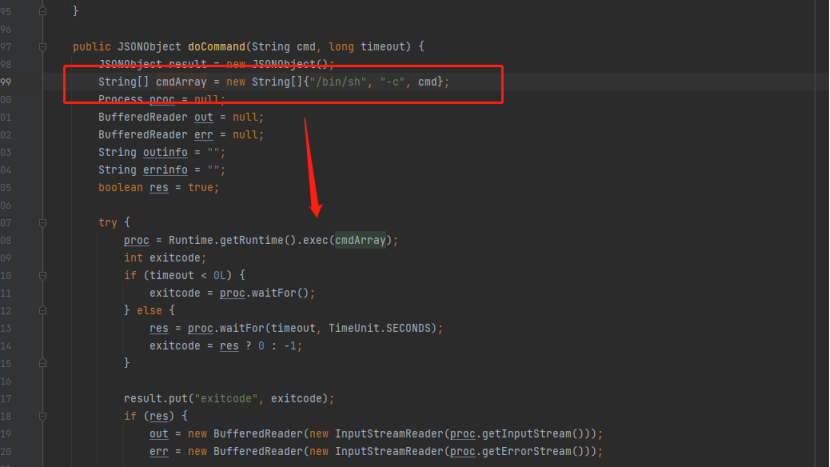 95 }
96
97 public JSONObject doCommand(String cmd, long timeout) {
98 JSONObject result = new JSONObject();
99 String[] cmdArray = new String[]{"/bin/sh", "-c", cmd};
00 Process proc = null;
01 BufferedReader out = null;
02 BufferedReader err = null;
03 String outinfo = "";
04 String errinfo = "";
05 boolean res = true;
06
07 try {
08 proc = Runtime.getRuntime().exec(cmdArray);
09 int exitcode;
10 if (timeout < 0L) {
11 exitcode = proc.waitFor();
12 } else {
13 res = proc.waitFor(timeout, TimeUnit.SECONDS);
14 exitcode = res ? 0 : -1;
15 }
16
17 result.put("exitcode", exitcode);
18 if (res) {
19 out = new BufferedReader(new InputStreamReader(proc.getInputStream()));
20 err = new BufferedReader(new InputStreamReader(proc.getErrorStream()));